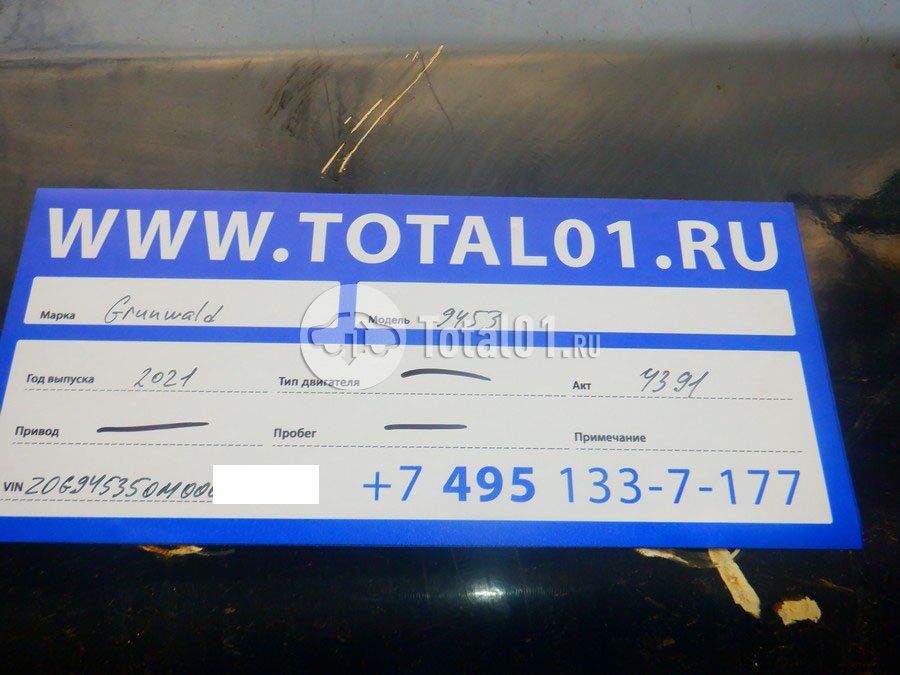 WWW.TOTAL01.RU
Марка Grunwald Модель 9453
Total01.RU
Год выпуска 2021 Тип двигателя Акт 4391
Привод Пробег Примечание
VIN Z0G945350M000
+7 495 133-7-177